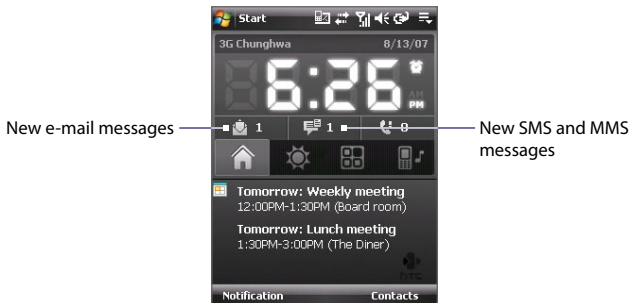 Start
3G Chunghwa 8/13/07
6:26 AM PM
New e-mail messages 1 1 0 New SMS and MMS messages
Tomorrow: Weekly meeting
12:00PM-1:30PM (Board room)
Tomorrow: Lunch meeting
1:30PM-3:00PM (The Diner)
hTC
Notification Contacts